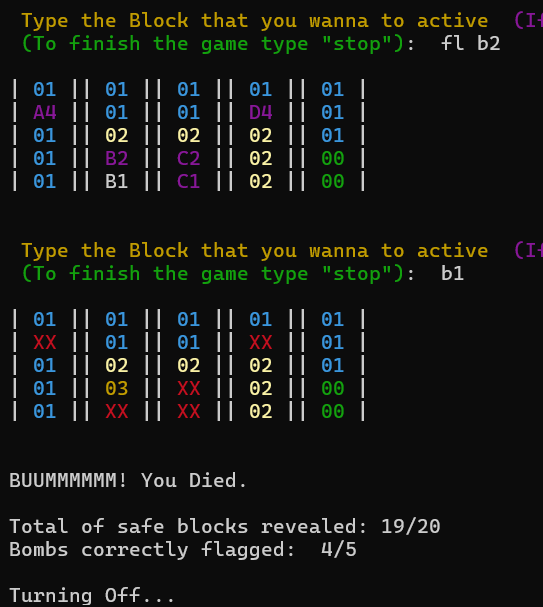 Type the Block that you wanna to active  (If
(To finish the game type "stop"):  fl b2
| 01 || 01 || 01 || 01 || 01 |
| A4 || 01 || 01 || D4 || 01 |
| 01 || 02 || 02 || 02 || 01 |
| 01 || B2 || C2 || 02 || 00 |
| 01 || B1 || C1 || 02 || 00 |
Type the Block that you wanna to active  (If
(To finish the game type "stop"):  b1
| 01 || 01 || 01 || 01 || 01 |
| XX || 01 || 01 || XX || 01 |
| 01 || 02 || 02 || 02 || 01 |
| 01 || 03 || XX || 02 || 00 |
| 01 || XX || XX || 02 || 00 |
BUUMMMMMM! You Died.
Total of safe blocks revealed: 19/20
Bombs correctly flagged:  4/5
Turning Off...